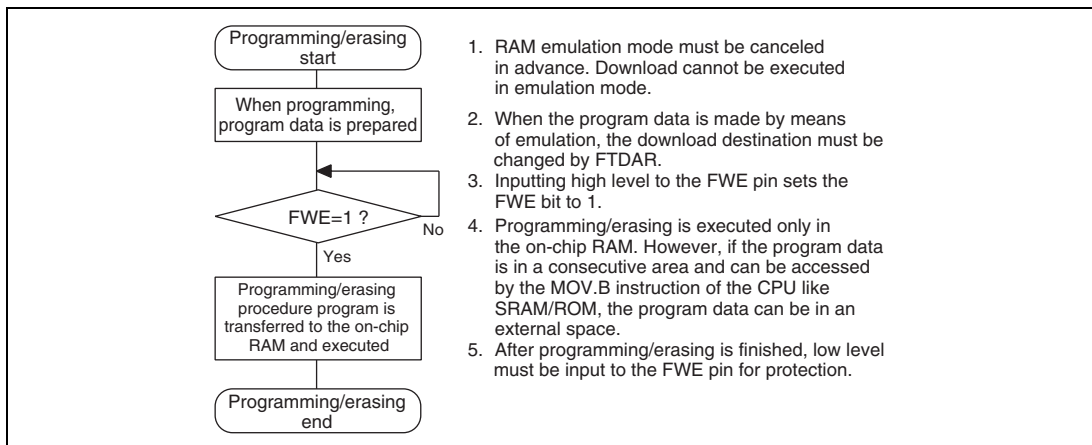 Programming/erasing
start
When programming,
program data is prepared
FWE=1 ?
No
Yes
Programming/erasing
procedure program is
transferred to the on-chip
RAM and executed
Programming/erasing
end
1. RAM emulation mode must be canceled
in advance. Download cannot be executed
in emulation mode.
2. When the program data is made by means
of emulation, the download destination must be
changed by FTDAR.
3. Inputting high level to the FWE pin sets the
FWE bit to 1.
4. Programming/erasing is executed only in
the on-chip RAM. However, if the program data
is in a consecutive area and can be accessed
by the MOV.B instruction of the CPU like
SRAM/ROM, the program data can be in an
external space.
5. After programming/erasing is finished, low level
must be input to the FWE pin for protection.